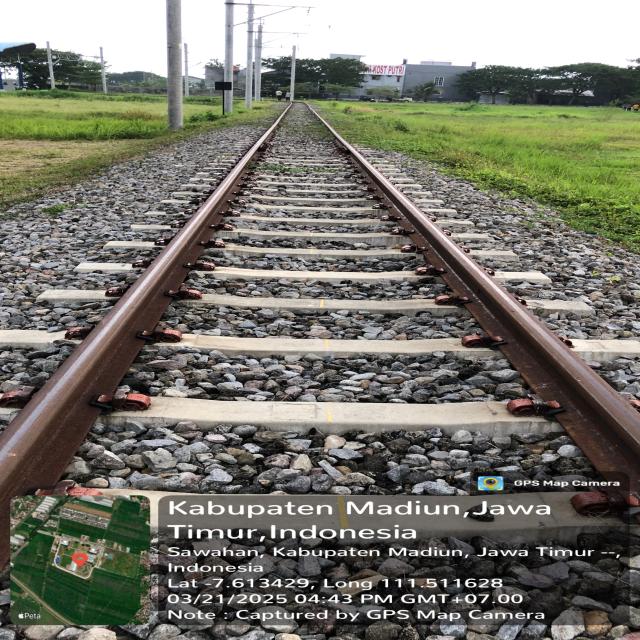 KOST PUTRI
GPS Map Camera
Kabupaten Madiun,Jawa
Timur,Indonesia
Sawahan, Kabupaten Madiun, Jawa Timur --,
Indonesia
Lat -7.613429, Long 111.511628
03/21/2025 04:43 PM GMT+07.00
Note : Captured by GPS Map Camera
Peta